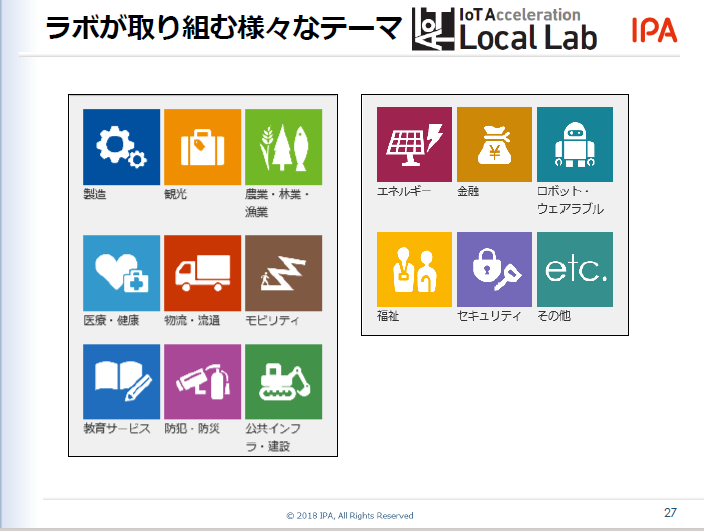 ラボが取り組む様々なテーマ
IoT Acceleration
Local Lab
IPA
製造
観光
農業・林業・
漁業
医療・健康
物流・流通
モビリティ
教育サービス
防犯・防災
公共インフ
ラ・建設
エネルギー
¥
金融
ロボット・
ウェアラブル
福祉
セキュリティ
etc.
その他
© 2018 IPA, All Rights Reserved
27